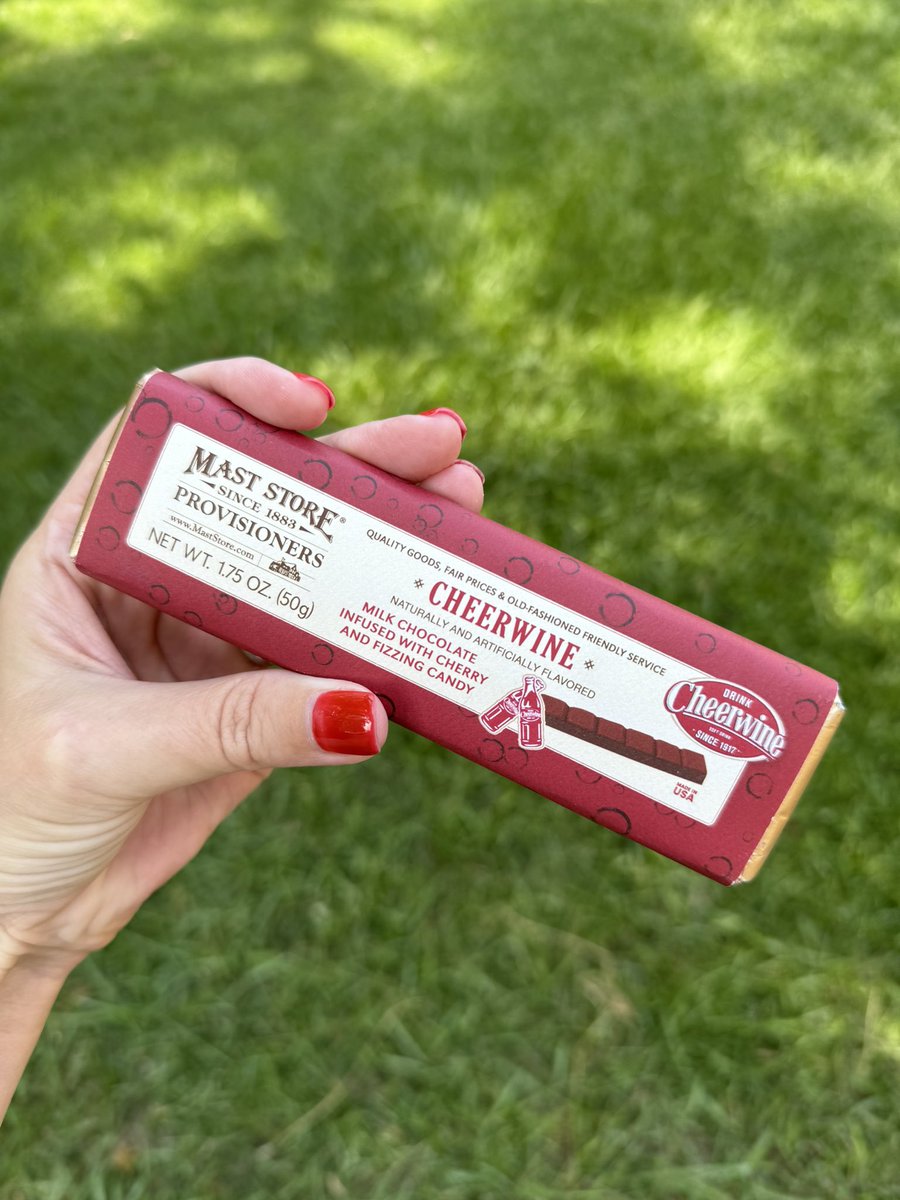 MAST STORE®
SINCE 1883
PROVISIONERS
www.MastStore.com
NET WT. 1.75 OZ. (50g)
QUALITY GOODS, FAIR PRICES & OLD-FASHIONED FRIENDLY SERVICE
CHEERWINE
NATURALLY AND ARTIFICIALLY FLAVORED
MILK CHOCOLATE
INFUSED WITH CHERRY
AND FIZZING CANDY
DRINK
Cheerwine
SOFT DRINK
SINCE 1917
MADE IN
USA